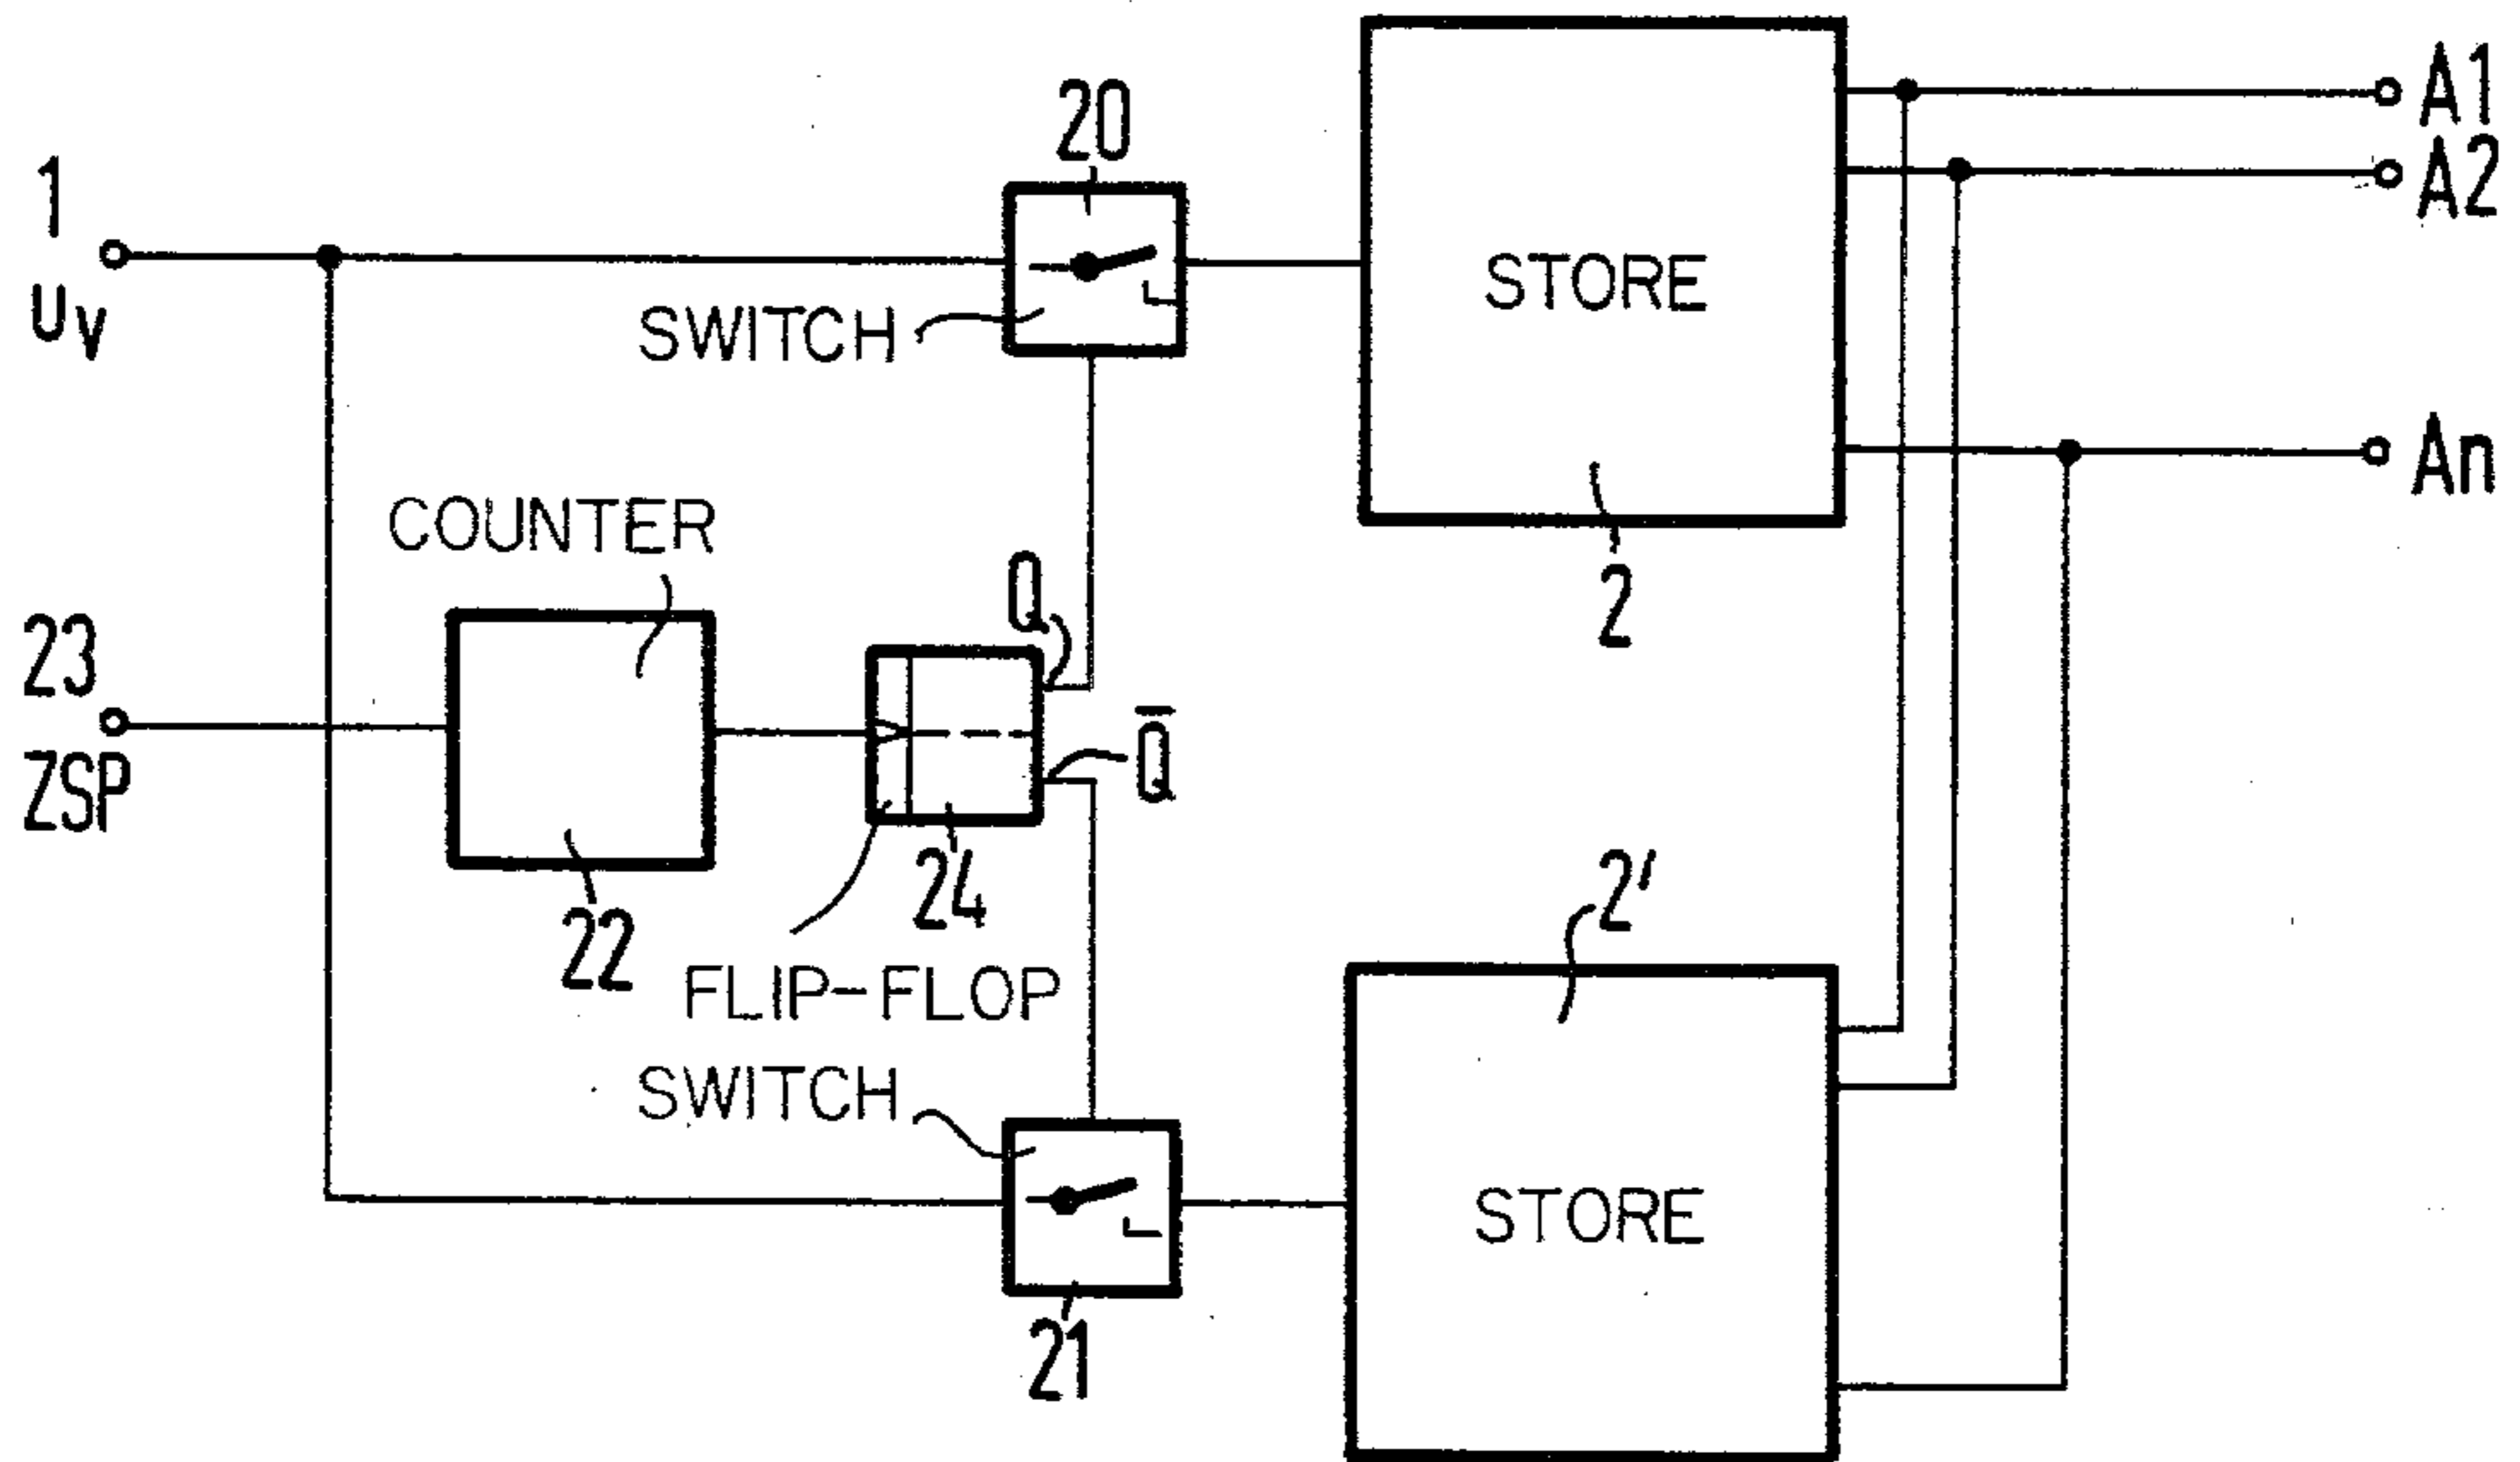 A1
20
A2
1
STORE
Uv
SWITCH
An
COUNTER
Q
2
23
Q̅
ZSP
2'
24
22
FLIP-FLOP
SWITCH
STORE
21